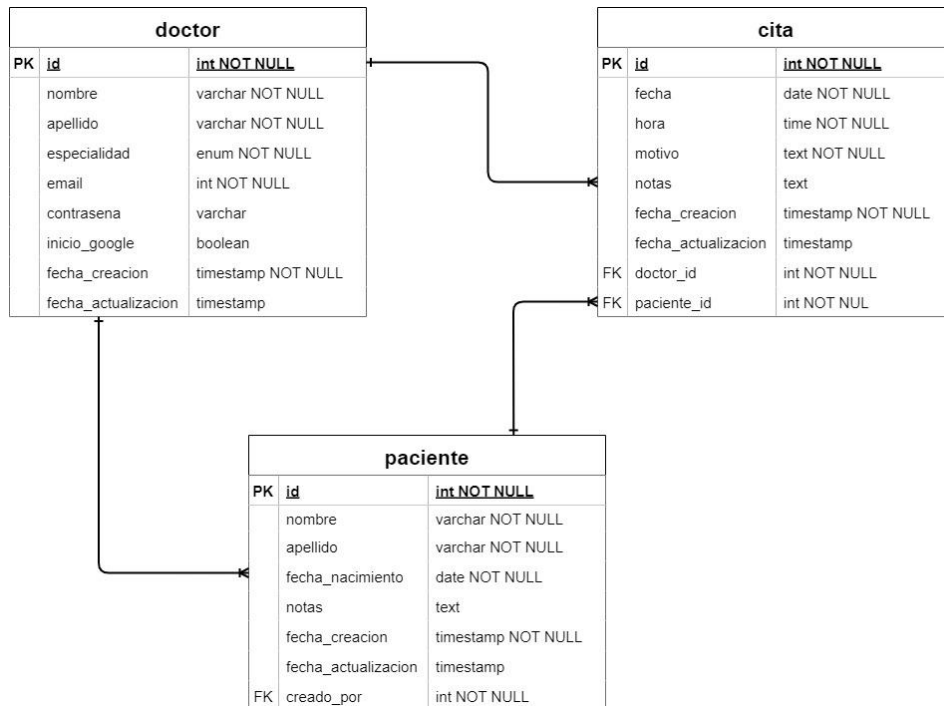 doctor
PK id int NOT NULL
nombre varchar NOT NULL
apellido varchar NOT NULL
especialidad enum NOT NULL
email int NOT NULL
contrasena varchar
inicio_google boolean
fecha_creacion timestamp NOT NULL
fecha_actualizacion timestamp
cita
PK id int NOT NULL
fecha date NOT NULL
hora time NOT NULL
motivo text NOT NULL
notas text
fecha_creacion timestamp NOT NULL
fecha_actualizacion timestamp
FK doctor_id int NOT NULL
FK paciente_id int NOT NUL
paciente
PK id int NOT NULL
nombre varchar NOT NULL
apellido varchar NOT NULL
fecha_nacimiento date NOT NULL
notas text
fecha_creacion timestamp NOT NULL
fecha_actualizacion timestamp
FK creado_por int NOT NULL